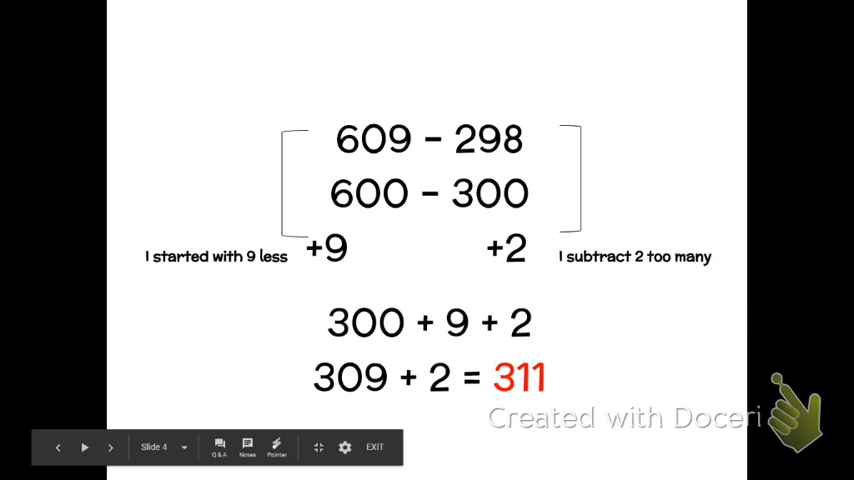 609 - 298
600 - 300
I started with 9 less +9 +2 I subtract 2 too many
300 + 9 + 2
309 + 2 = 311
Created with Doceri
Slide 4
Q & A Notes Pointer EXIT